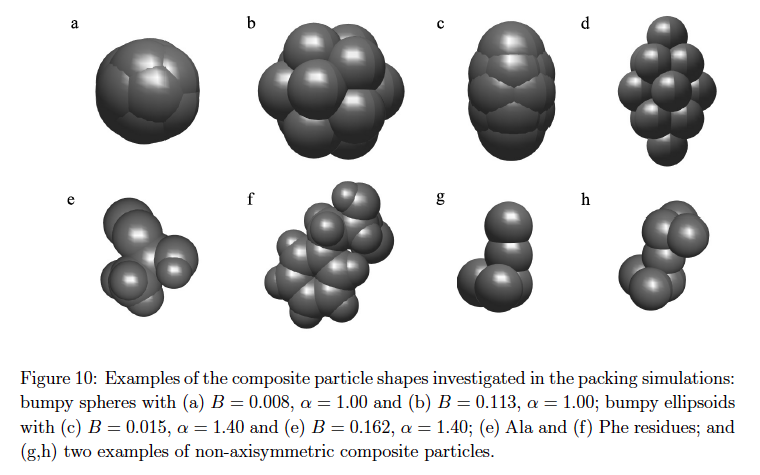 a b c d
e f g h
Figure 10: Examples of the composite particle shapes investigated in the packing simulations:
bumpy spheres with (a) B = 0.008, α = 1.00 and (b) B = 0.113, α = 1.00; bumpy ellipsoids
with (c) B = 0.015, α = 1.40 and (e) B = 0.162, α = 1.40; (e) Ala and (f) Phe residues; and
(g,h) two examples of non-axisymmetric composite particles.